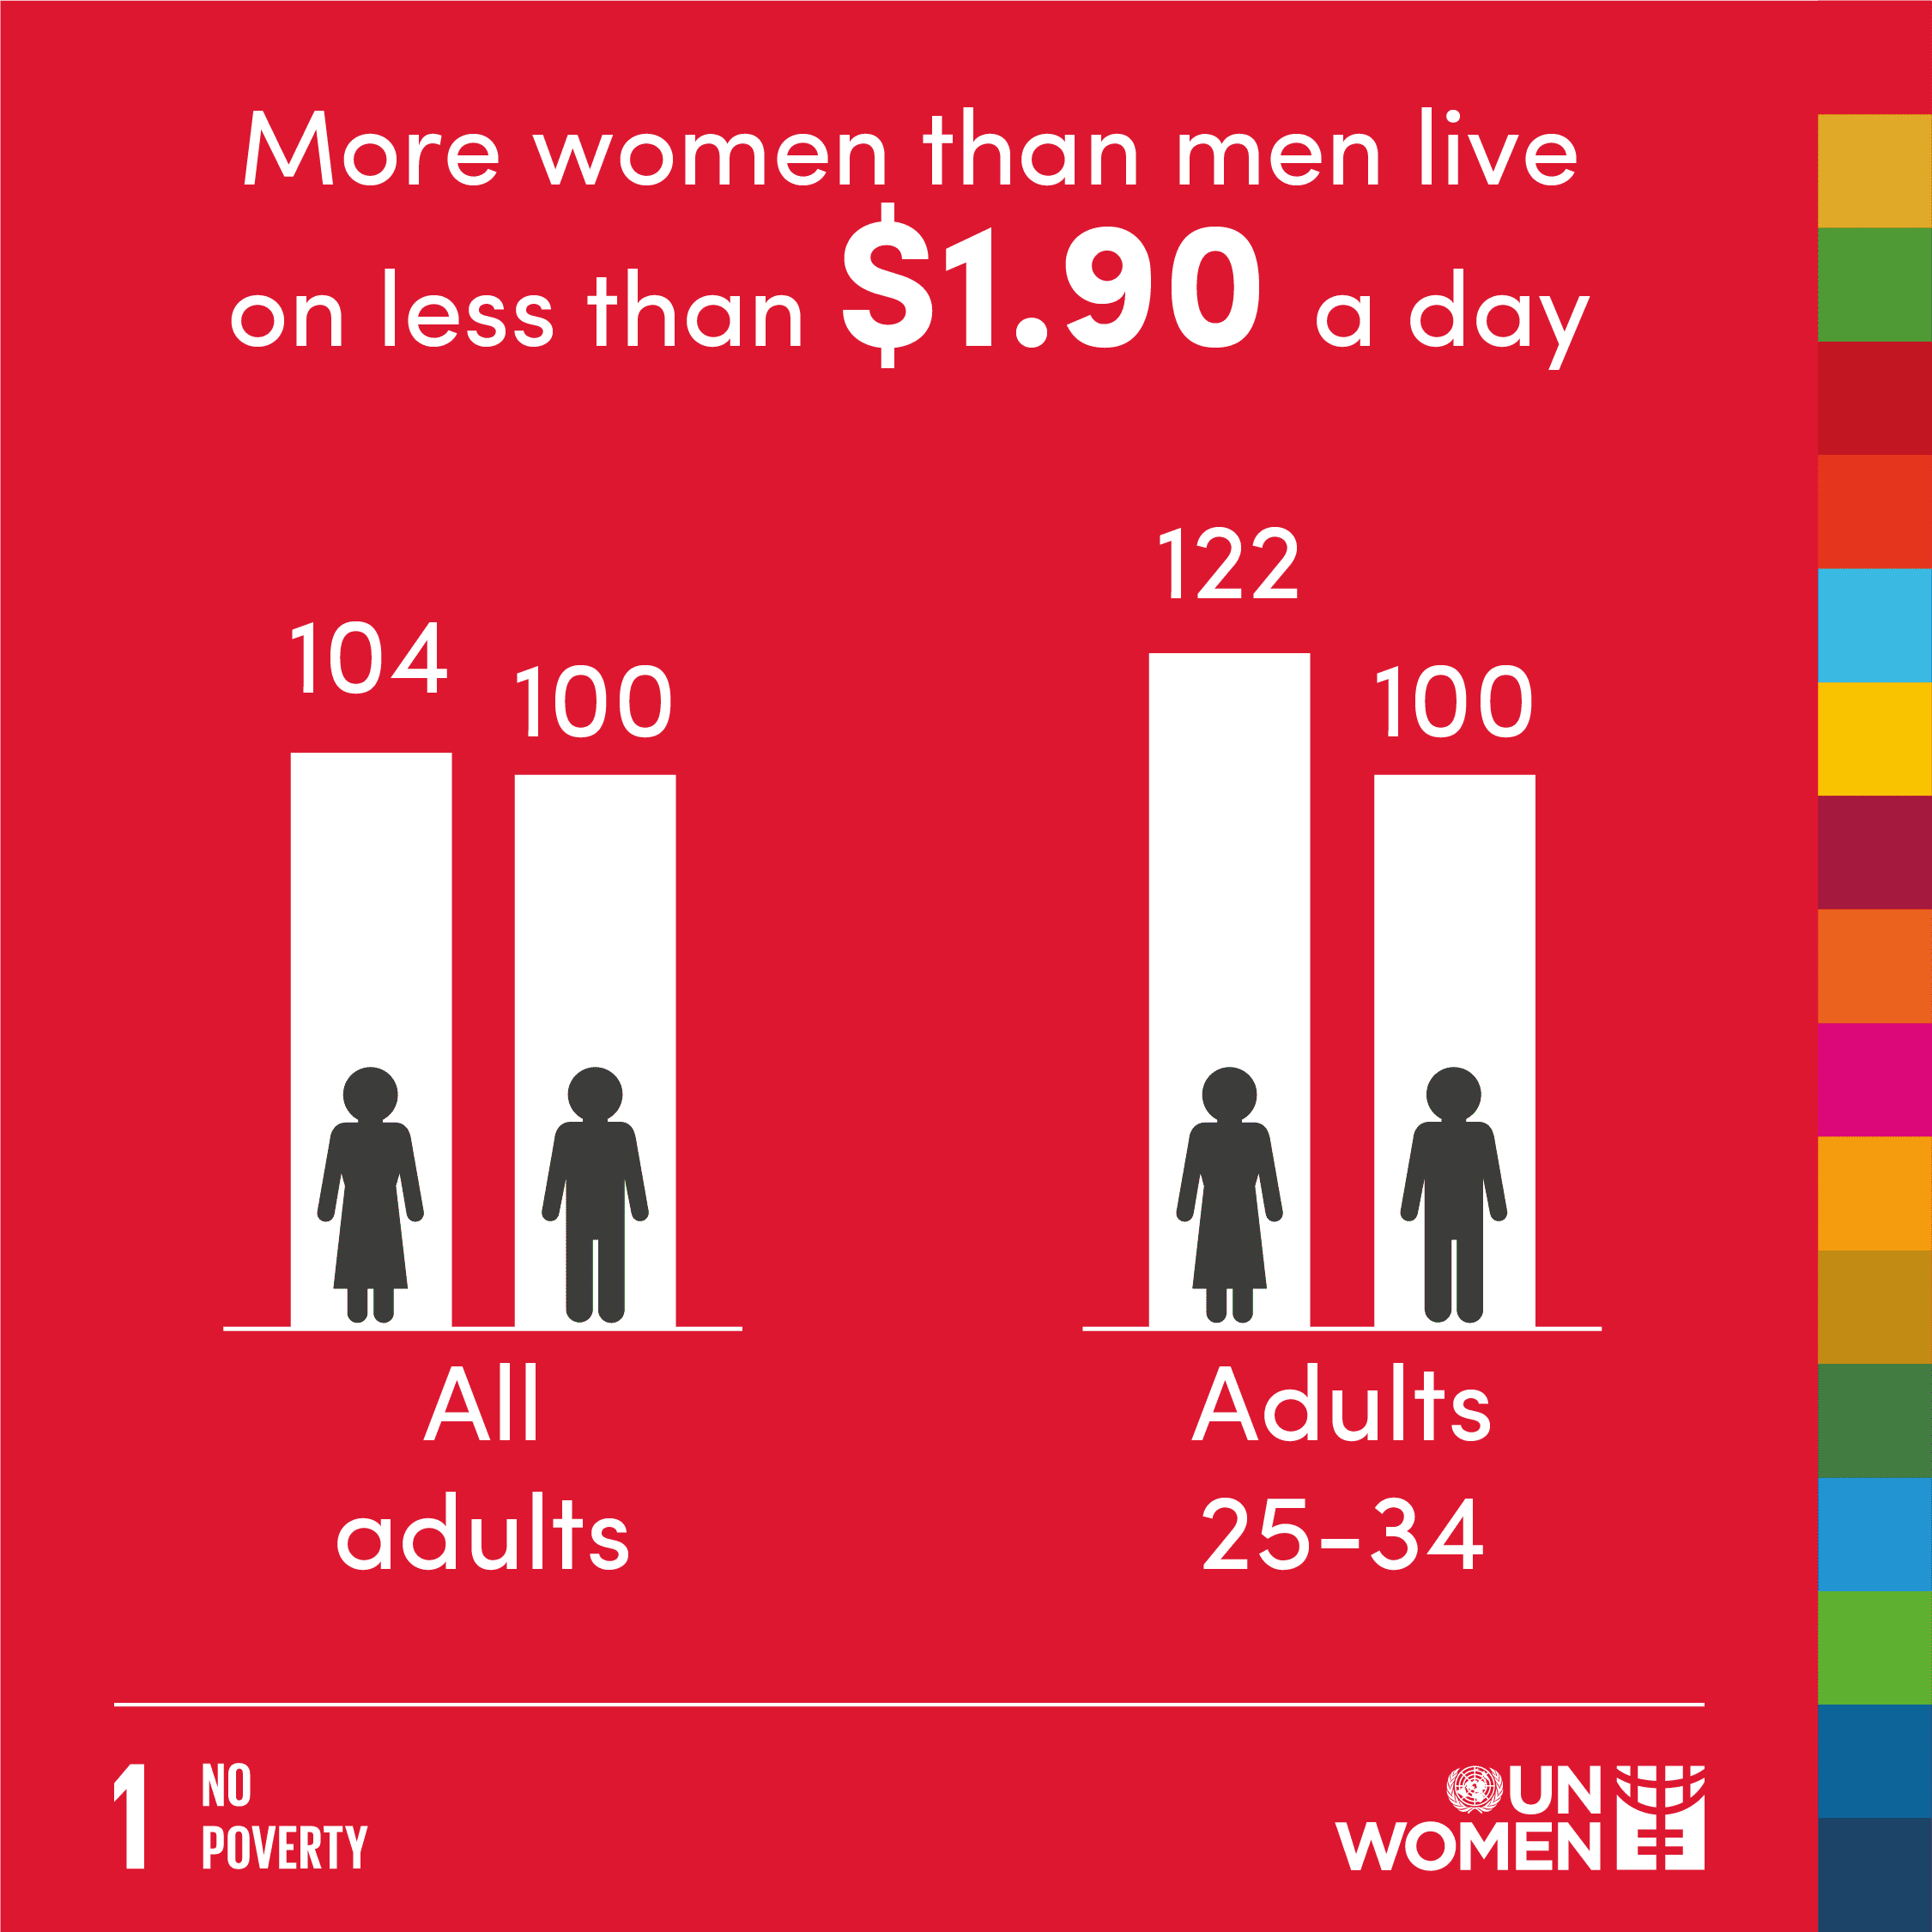 More women than men live
on less than $1.90 a day
104
100
122
100
All
adults
Adults
25–34
1
NO
POVERTY
UN
WOMEN